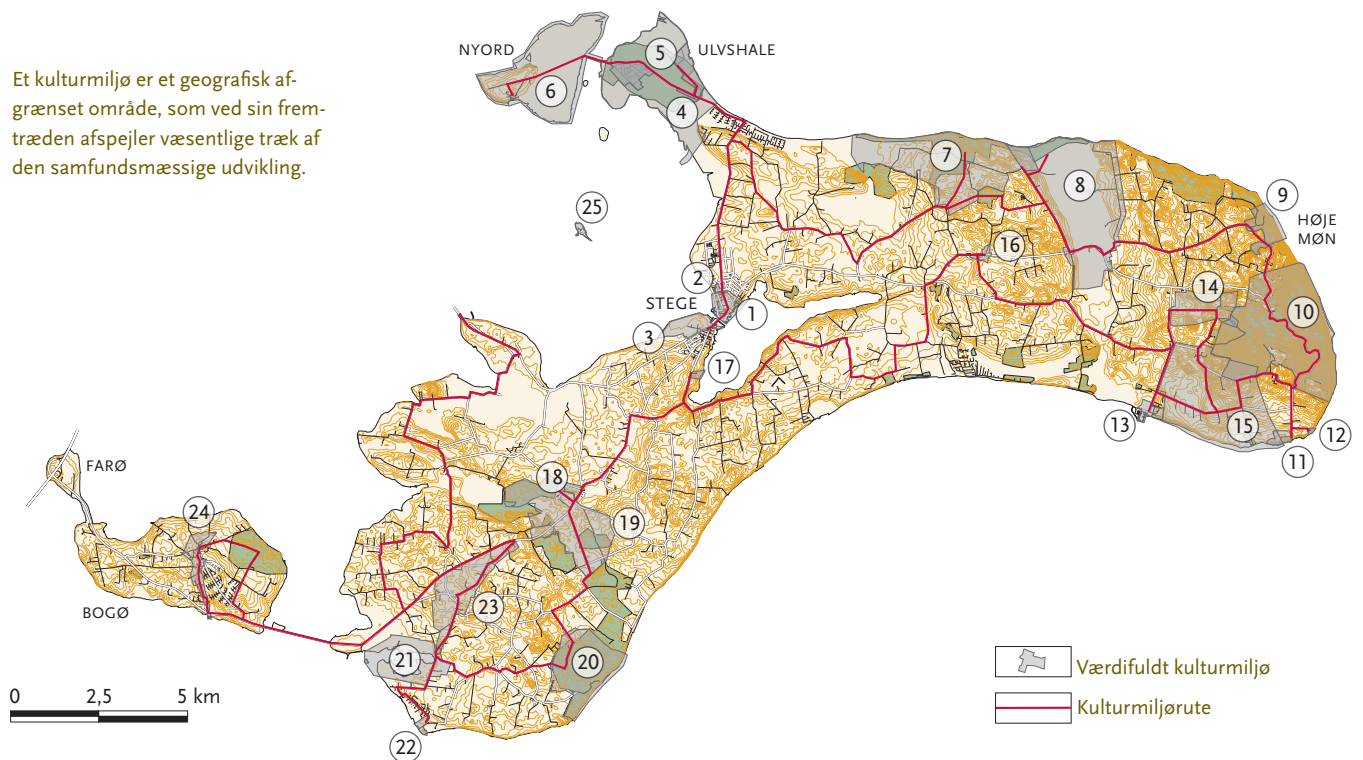 Et kulturmiljø er et geografisk af-
grænset område, som ved sin frem-
træden afspejler væsentlige træk af
den samfundsmæssige udvikling.
NYORD
ULVSHALE
5
6
4
7
8
9
HØJE
MØN
25
16
2
STEGE
1
14
10
3
17
13
15
12
11
18
FARØ
24
19
BOGØ
23
21
20
22
0 2,5 5 km
Værdifuldt kulturmiljø
Kulturmiljørute